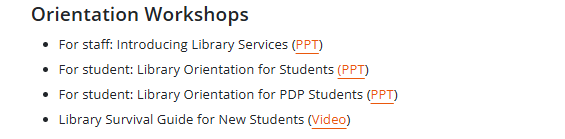 Orientation Workshops
• For staff: Introducing Library Services (PPT)
• For student: Library Orientation for Students (PPT)
• For student: Library Orientation for PDP Students (PPT)
• Library Survival Guide for New Students (Video)